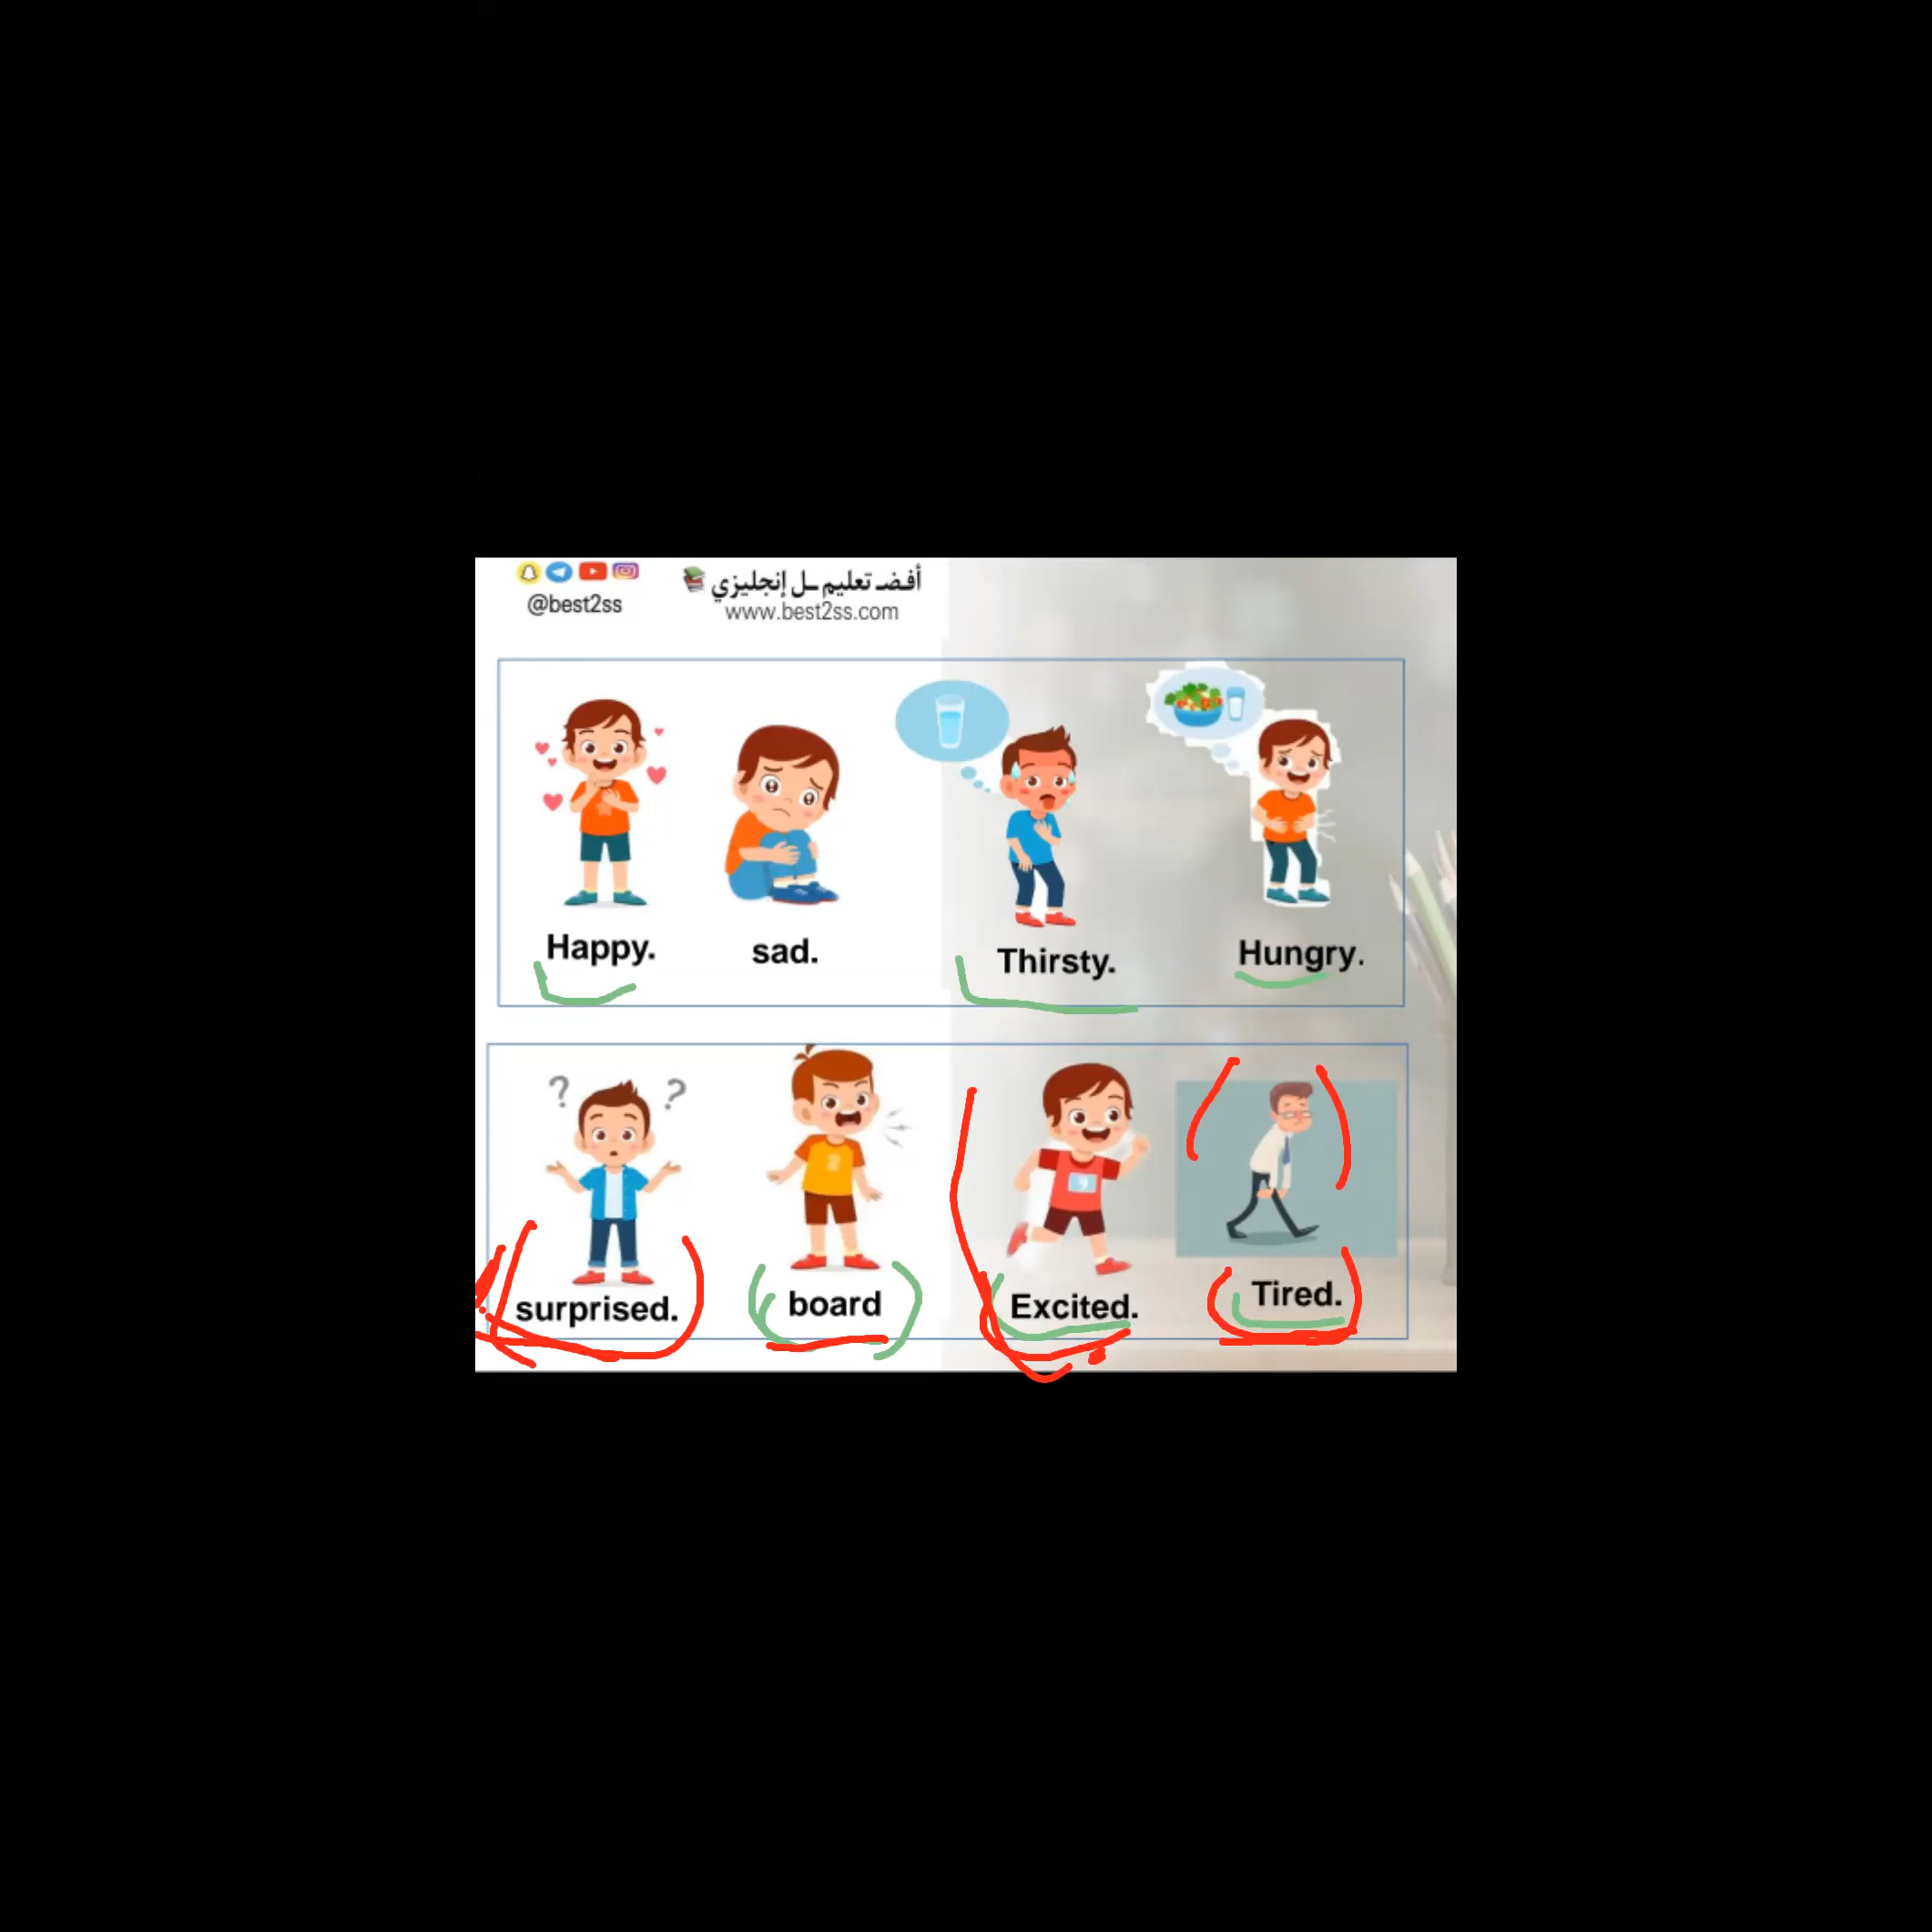 @best2ss
أفضـ تعليم ـل إنجليزي
www.best2ss.com
Happy. sad. Thirsty. Hungry.
? ?
surprised. board Excited. Tired.